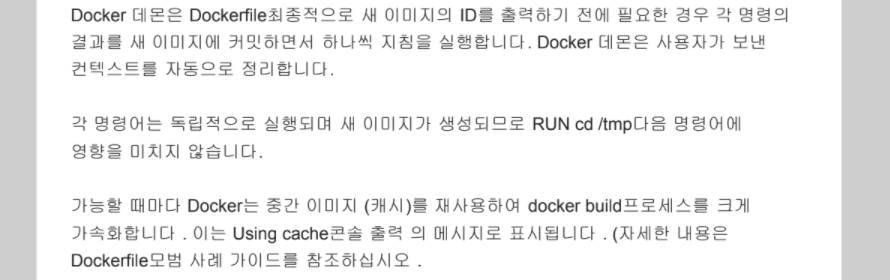 Docker 데몬은 Dockerfile최종적으로 새 이미지의 ID를 출력하기 전에 필요한 경우 각 명령의
결과를 새 이미지에 커밋하면서 하나씩 지침을 실행합니다. Docker 데몬은 사용자가 보낸
컨텍스트를 자동으로 정리합니다.
각 명령어는 독립적으로 실행되며 새 이미지가 생성되므로 RUN cd /tmp다음 명령어에
영향을 미치지 않습니다.
가능할 때마다 Docker는 중간 이미지 (캐시)를 재사용하여 docker build프로세스를 크게
가속화합니다 . 이는 Using cache콘솔 출력 의 메시지로 표시됩니다 . (자세한 내용은
Dockerfile모범 사례 가이드를 참조하십시오 .